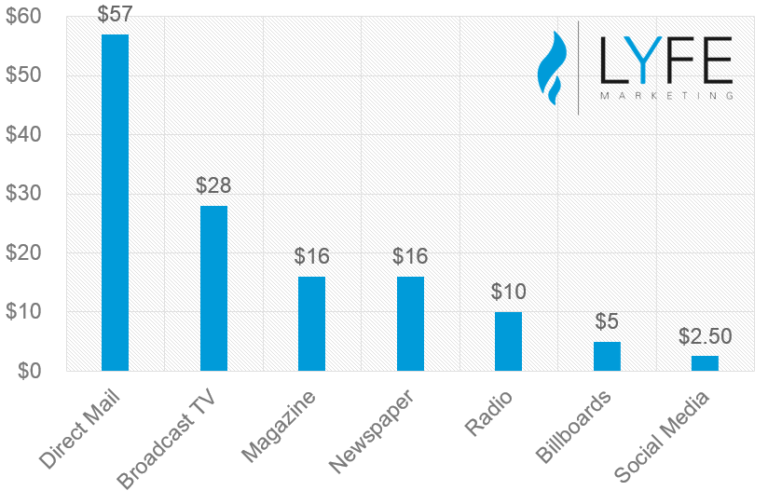 $60
$50
$40
$30
$20
$10
$0
$57
$28
$16
$16
$10
$5
$2.50
LYFE
MARKETING
Direct Mail
Broadcast TV
Magazine
Newspaper
Radio
Billboards
Social Media